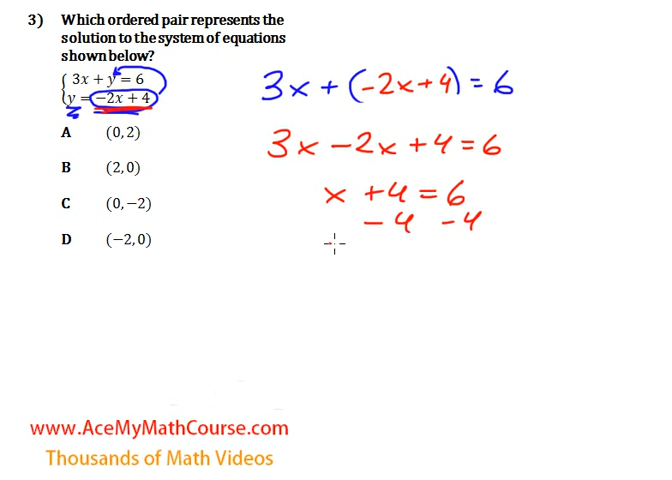 3) Which ordered pair represents the
solution to the system of equations
shown below?
3x + y = 6
y = −2x + 4
A (0,2)
B (2,0)
C (0,−2)
D (−2,0)
3x + (-2x+4) = 6
3x -2x +4 = 6
x +4 = 6
-4 -4
www.AceMyMathCourse.com
Thousands of Math Videos